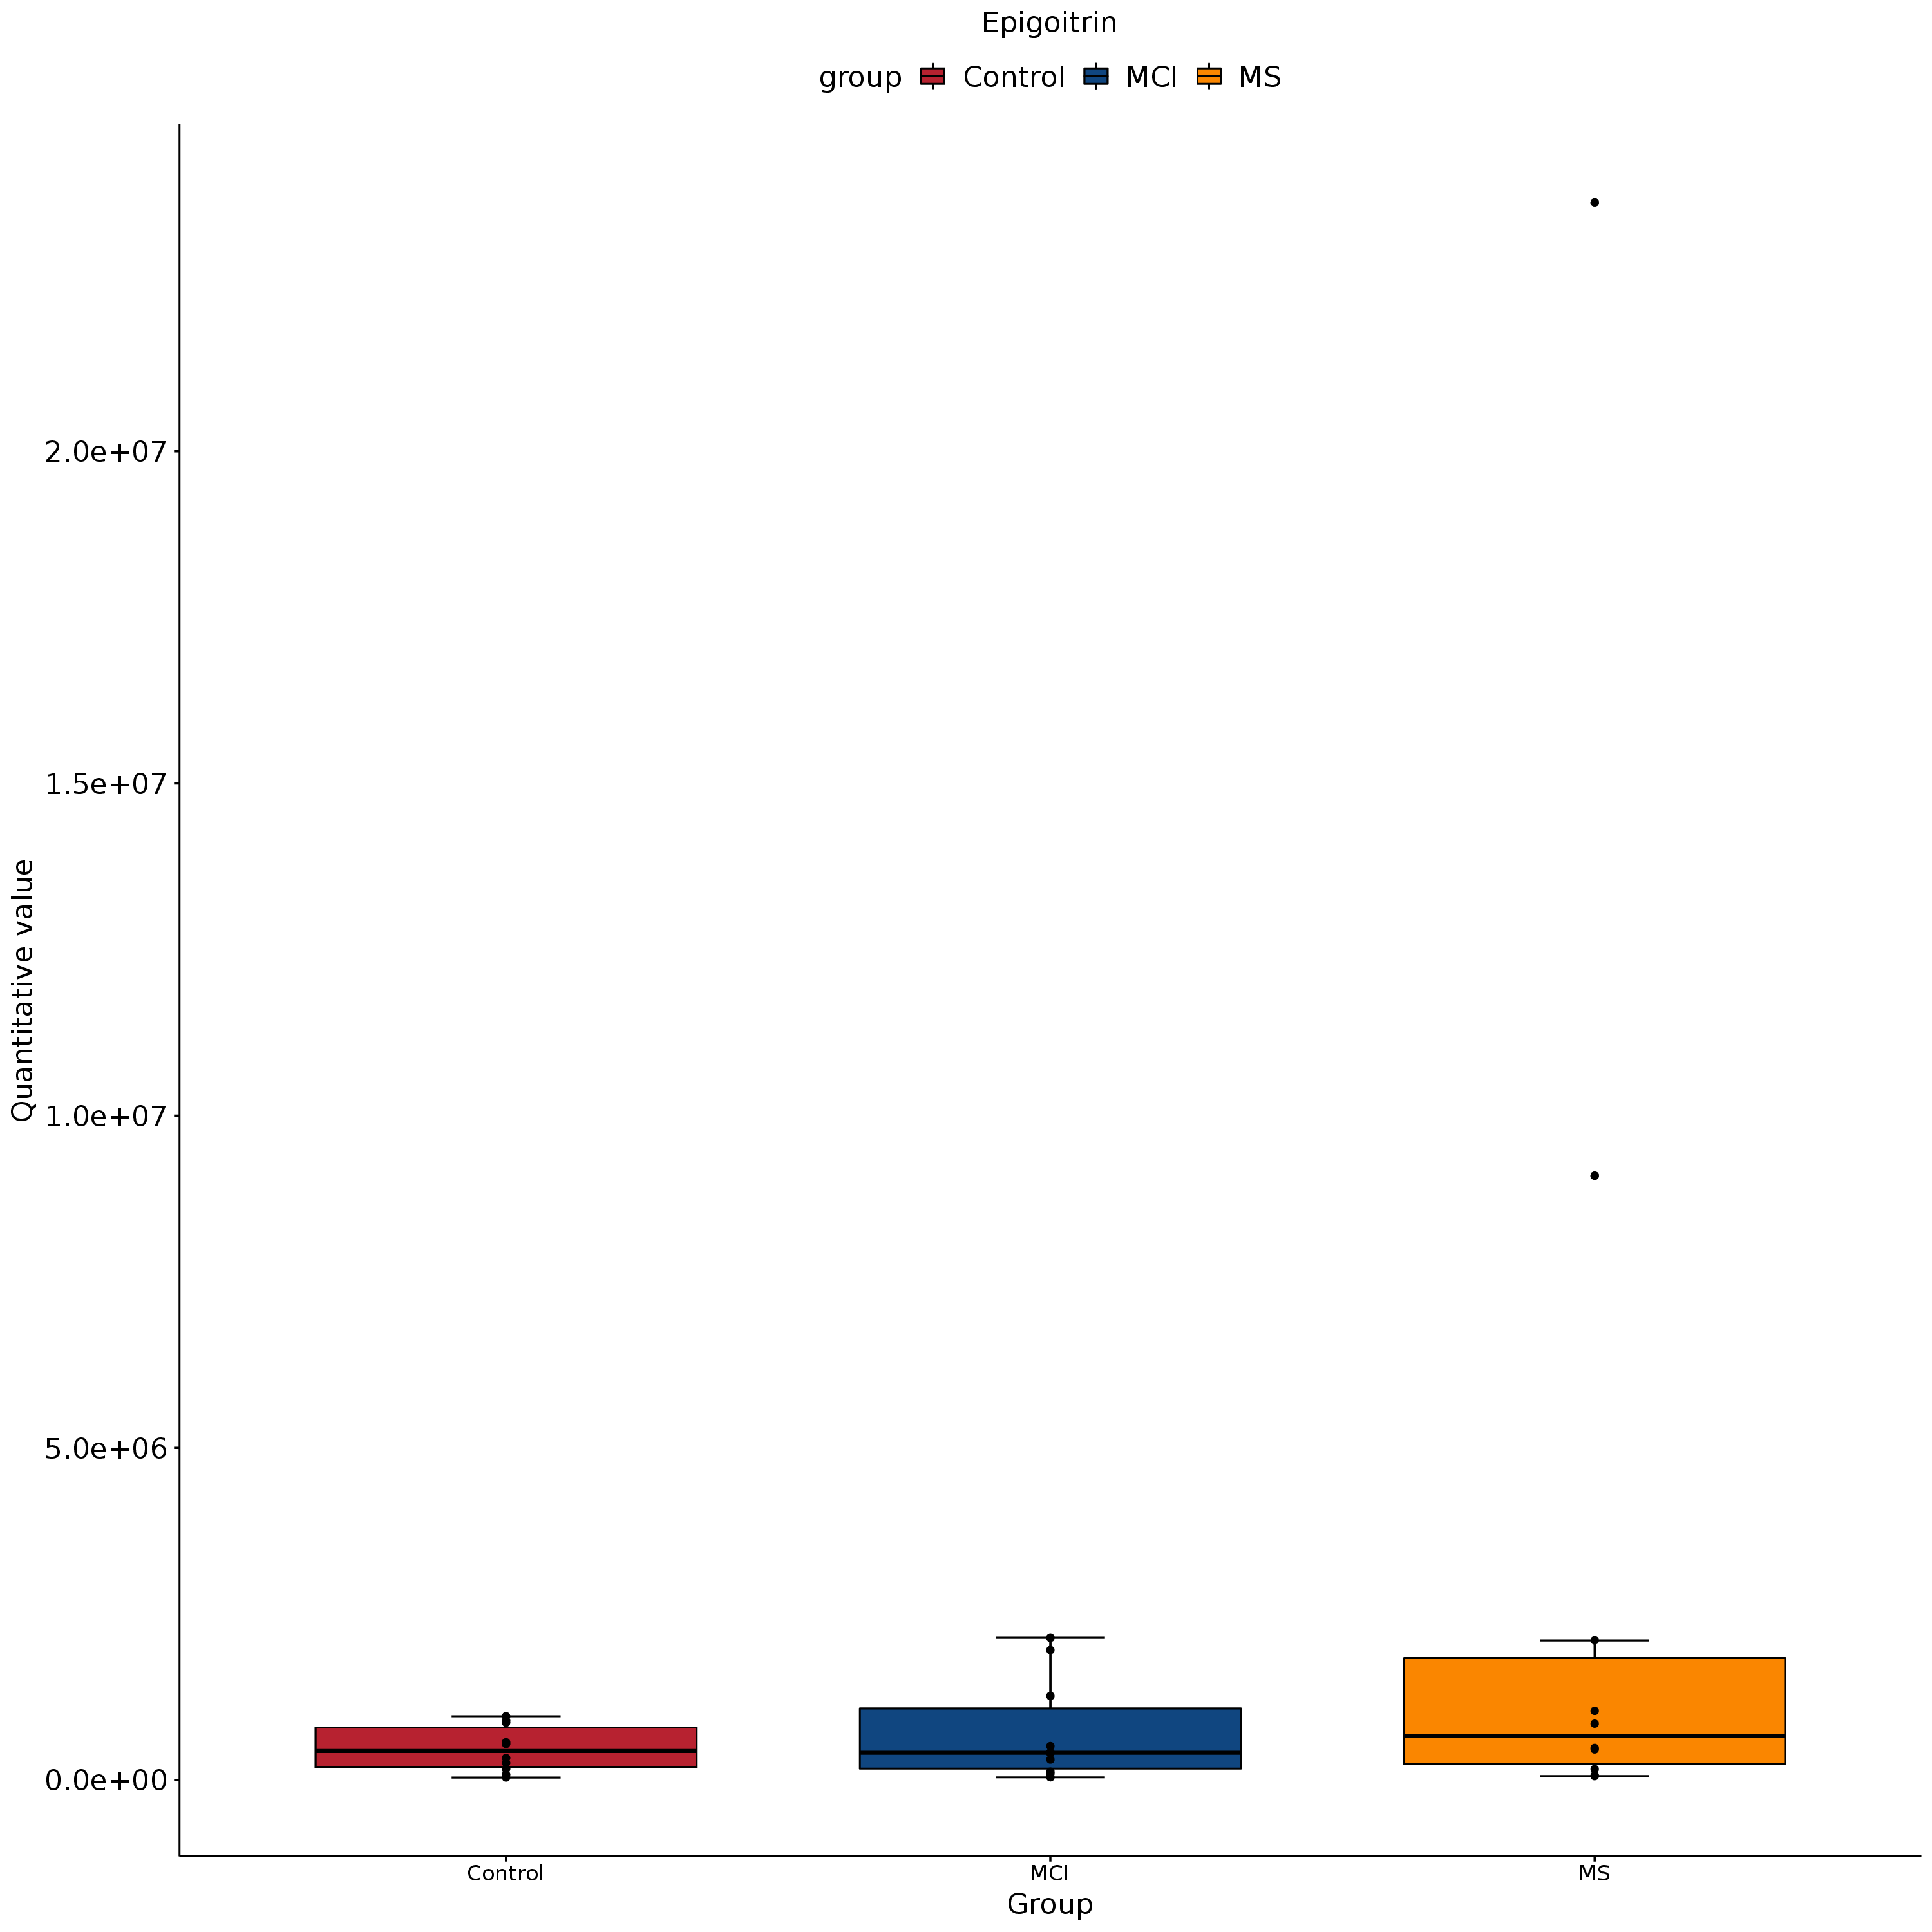 Epigoitrin
group Control MCI MS
Quantitative value
2.0e+07
1.5e+07
1.0e+07
5.0e+06
0.0e+00
Control MCI MS
Group